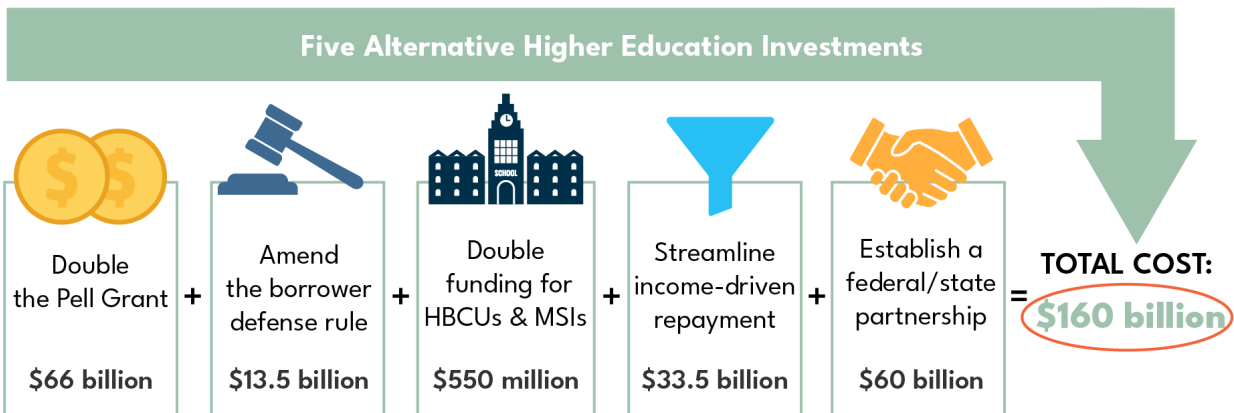 Five Alternative Higher Education Investments
SCHOOL
Double
the Pell Grant
$66 billion
+
Amend
the borrower
defense rule
$13.5 billion
+
Double
funding for
HBCUs & MSIs
$550 million
+
Streamline
income-driven
repayment
$33.5 billion
+
Establish a
federal/state
partnership
$60 billion
=
TOTAL COST:
$160 billion